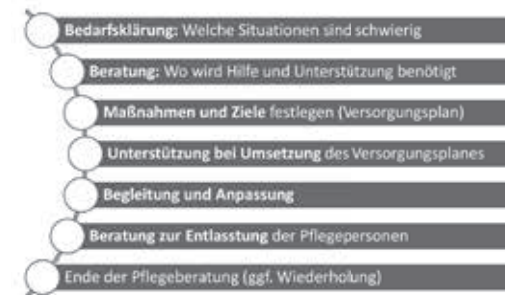 Bedarfsklärung: Welche Situationen sind schwierig
Beratung: Wo wird Hilfe und Unterstützung benötigt
Maßnahmen und Ziele festlegen (Versorgungsplan)
Unterstützung bei Umsetzung des Versorgungsplanes
Begleitung und Anpassung
Beratung zur Entlasstung der Pflegepersonen
Ende der Pflegeberatung (ggf. Wiederholung)